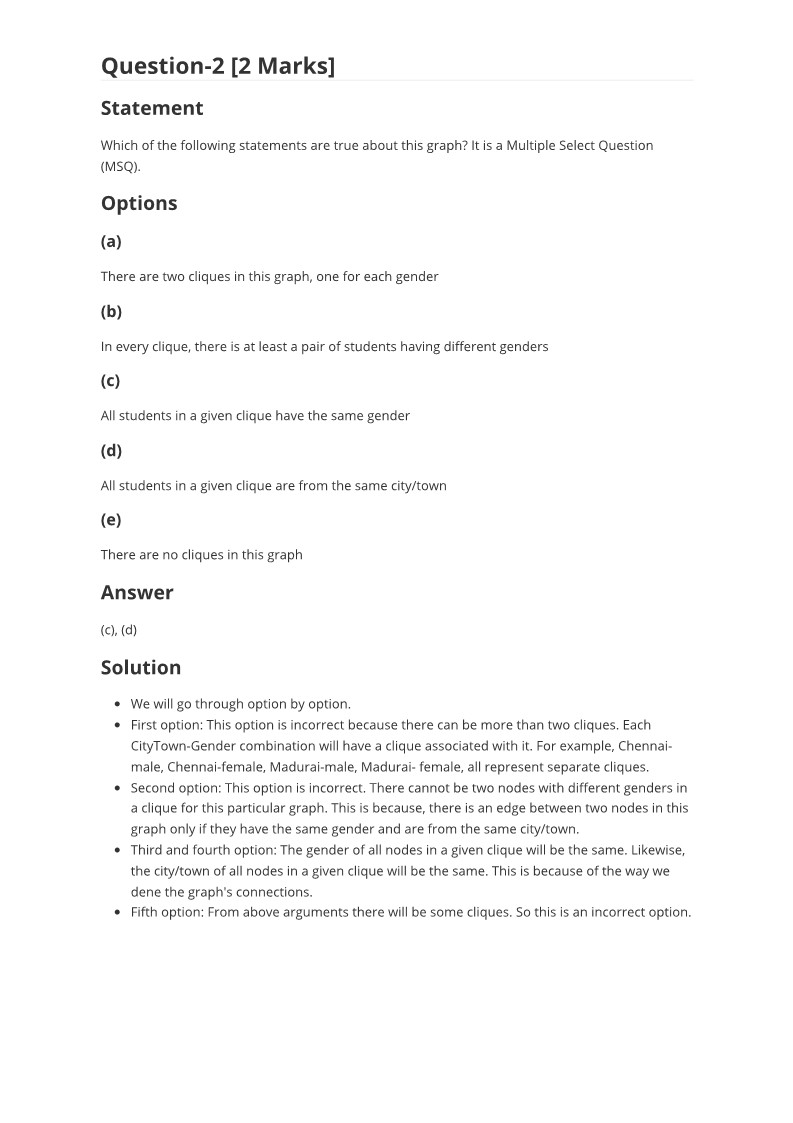 Question-2 [2 Marks]
Statement
Which of the following statements are true about this graph? It is a Multiple Select Question
(MSQ).
Options
(a)
There are two cliques in this graph, one for each gender
(b)
In every clique, there is at least a pair of students having different genders
(c)
All students in a given clique have the same gender
(d)
All students in a given clique are from the same city/town
(e)
There are no cliques in this graph
Answer
(c), (d)
Solution
• We will go through option by option.
• First option: This option is incorrect because there can be more than two cliques. Each
CityTown-Gender combination will have a clique associated with it. For example, Chennai-
male, Chennai-female, Madurai-male, Madurai- female, all represent separate cliques.
• Second option: This option is incorrect. There cannot be two nodes with different genders in
a clique for this particular graph. This is because, there is an edge between two nodes in this
graph only if they have the same gender and are from the same city/town.
• Third and fourth option: The gender of all nodes in a given clique will be the same. Likewise,
the city/town of all nodes in a given clique will be the same. This is because of the way we
dene the graph's connections.
• Fifth option: From above arguments there will be some cliques. So this is an incorrect option.